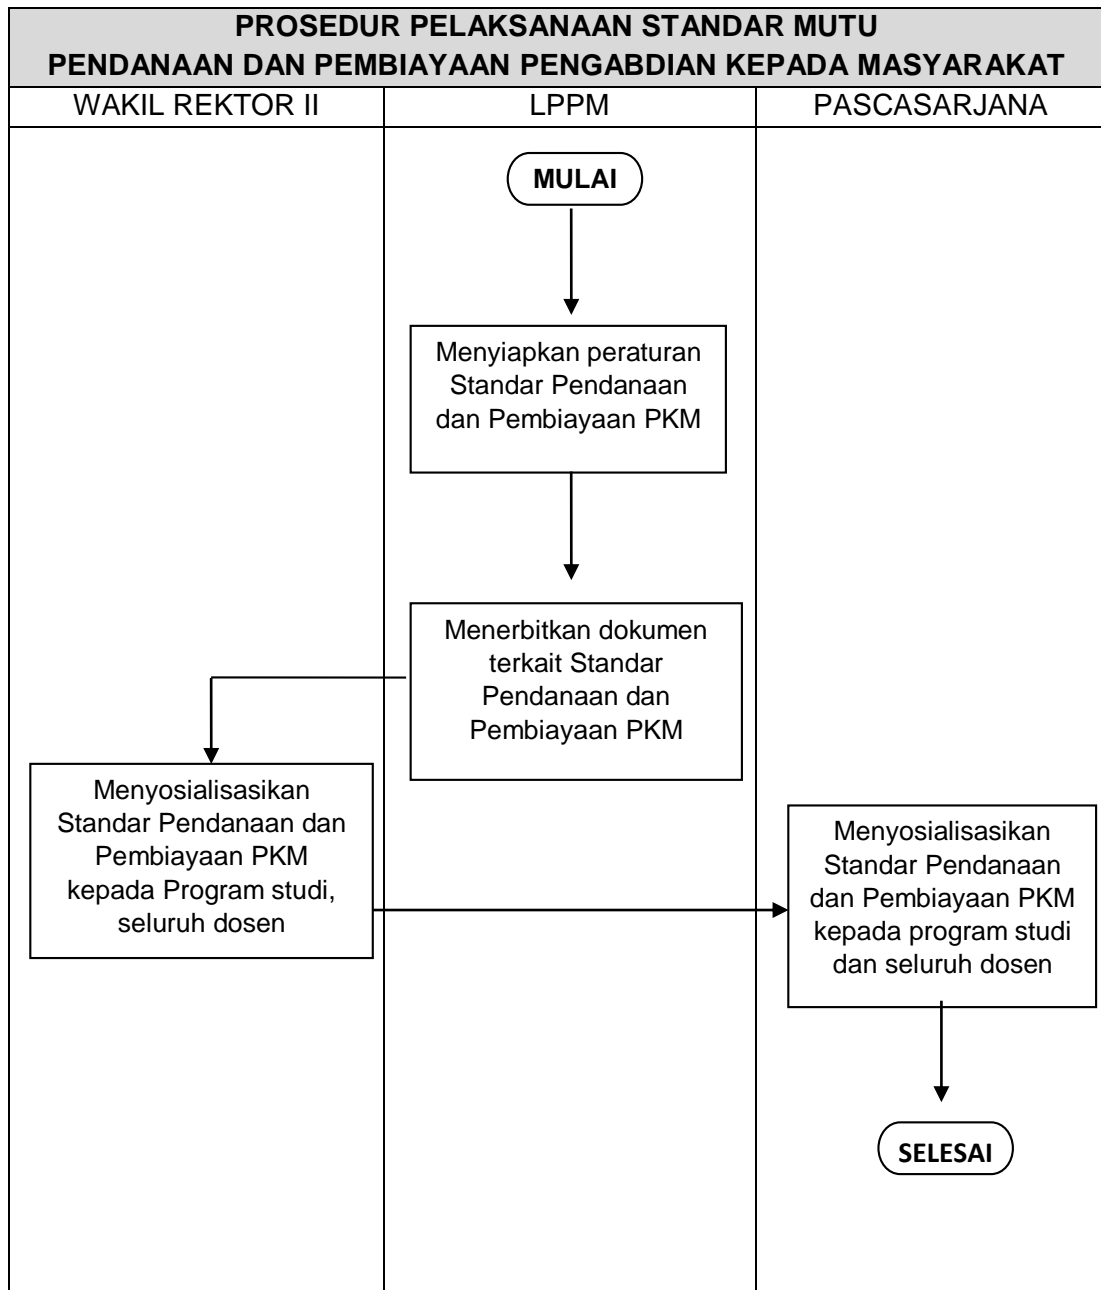 PROSEDUR PELAKSANAAN STANDAR MUTU
PENDANAAN DAN PEMBIAYAAN PENGABDIAN KEPADA MASYARAKAT
WAKIL REKTOR II
LPPM
PASCASARJANA
MULAI
Menyiapkan peraturan
Standar Pendanaan
dan Pembiayaan PKM
Menerbitkan dokumen
terkait Standar
Pendanaan dan
Pembiayaan PKM
Menyosialisasikan
Standar Pendanaan dan
Pembiayaan PKM
kepada Program studi,
seluruh dosen
Menyosialisasikan
Standar Pendanaan
dan Pembiayaan PKM
kepada program studi
dan seluruh dosen
SELESAI